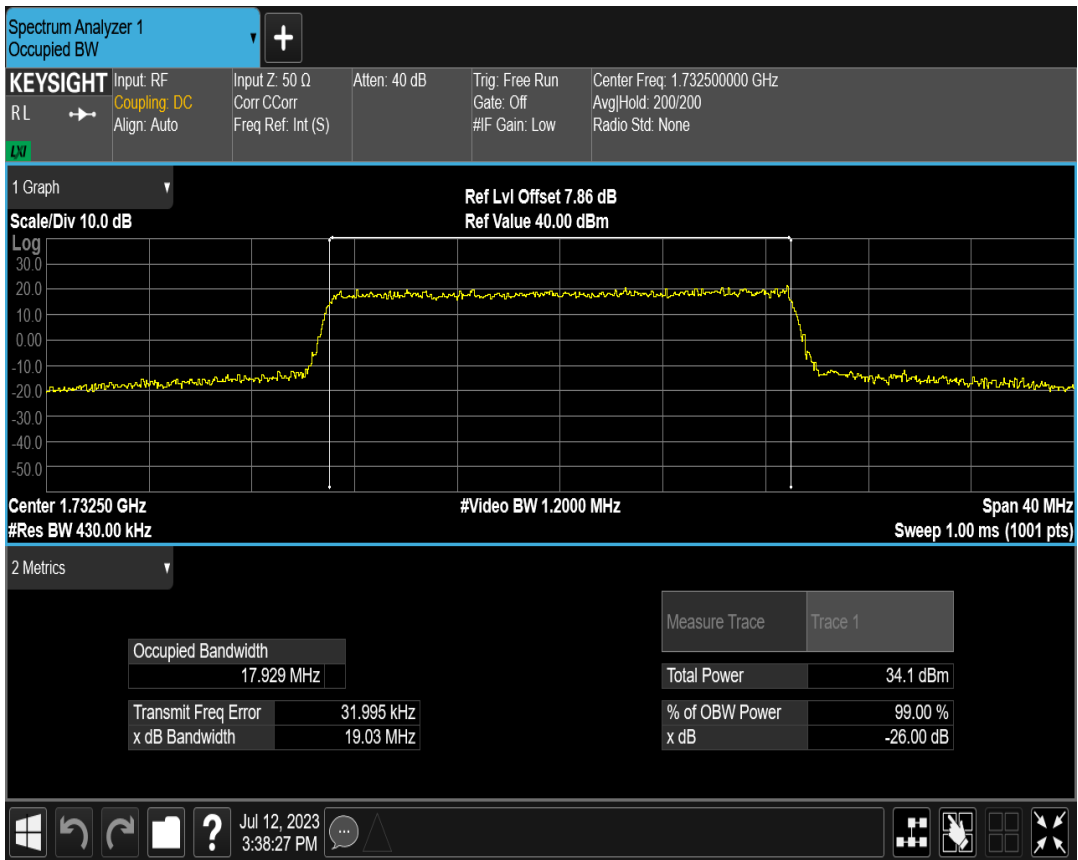 Spectrum Analyzer 1
Occupied BW
KEYSIGHT
RL
LXI
Input: RF
Coupling: DC
Align: Auto
Input Z: 50 Ω
Corr CCorr
Freq Ref: Int (S)
Atten: 40 dB
Trig: Free Run
Gate: Off
#IF Gain: Low
Center Freq: 1.732500000 GHz
Avg|Hold: 200/200
Radio Std: None
1 Graph
Ref Lvl Offset 7.86 dB
Scale/Div 10.0 dB
Ref Value 40.00 dBm
Log
30.0
20.0
10.0
0.00
-10.0
-20.0
-30.0
-40.0
-50.0
Center 1.73250 GHz
#Video BW 1.2000 MHz
Span 40 MHz
#Res BW 430.00 kHz
Sweep 1.00 ms (1001 pts)
2 Metrics
Measure Trace
Trace 1
Occupied Bandwidth
17.929 MHz
Total Power
34.1 dBm
Transmit Freq Error
31.995 kHz
% of OBW Power
99.00 %
x dB Bandwidth
19.03 MHz
x dB
-26.00 dB
?
Jul 12, 2023
3:38:27 PM